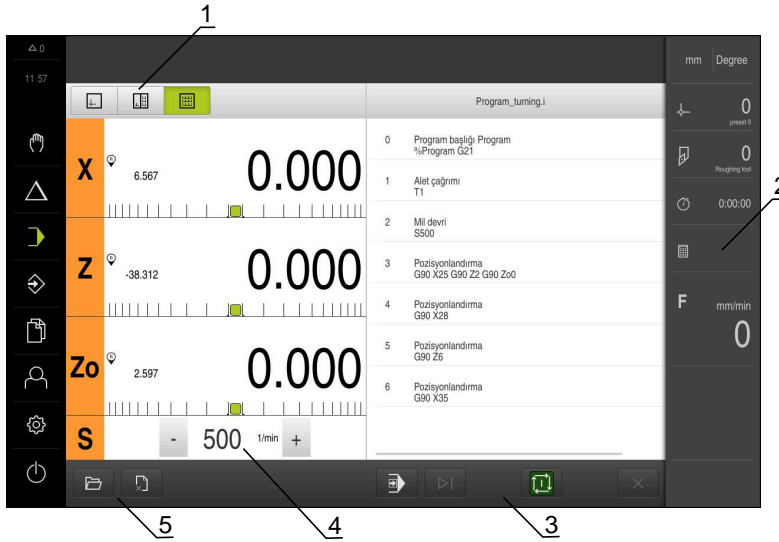 1
0
11 57
mm Degree
Program_turning.i
0
preset 0
0
Roughing tool
0:00:00
2
F mm/min
0
X R 6.567 0.000
Z R -38.312 0.000
Zo R 2.597 0.000
S - 500 1/min +
0 Program başlığı Program
%Program G21
1 Alet çağrımı
T1
2 Mil devri
S500
3 Pozisyonlandırma
G90 X25 G90 Z2 G90 Zo0
4 Pozisyonlandırma
G90 X28
5 Pozisyonlandırma
G90 Z6
6 Pozisyonlandırma
G90 X35
5
4
3